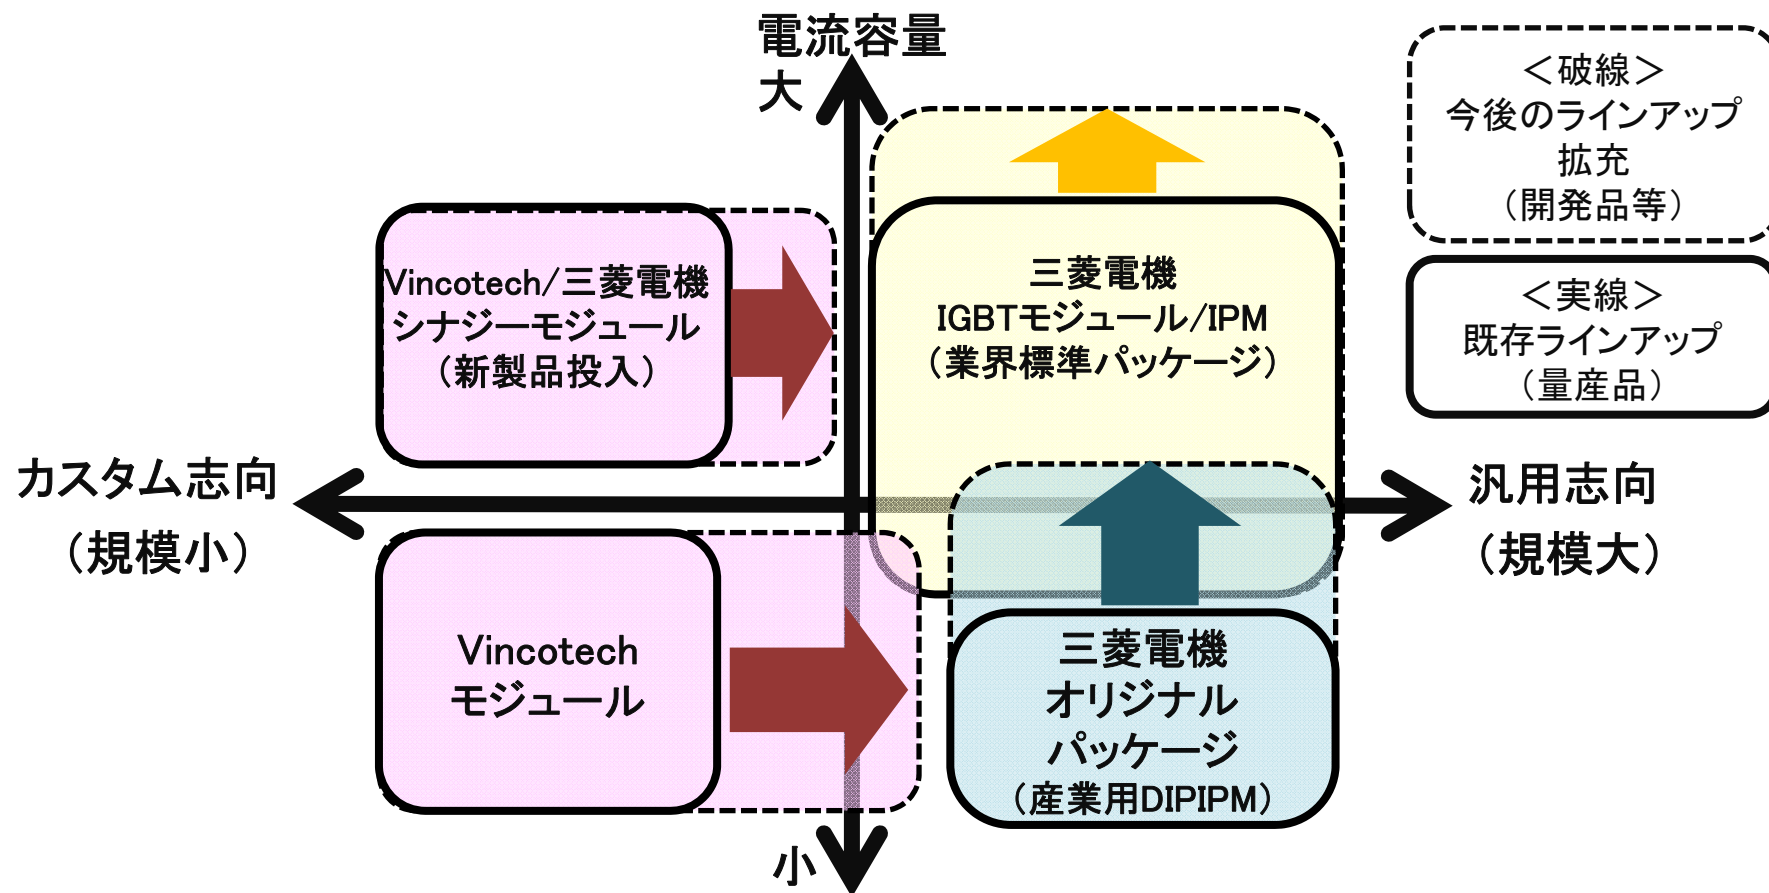 電流容量
大
＜破線＞
今後のラインアップ
拡充
（開発品等）
＜実線＞
既存ラインアップ
（量産品）
Vincotech/三菱電機
シナジーモジュール
（新製品投入）
三菱電機
IGBTモジュール/IPM
（業界標準パッケージ）
カスタム志向
（規模小）
汎用志向
（規模大）
Vincotech
モジュール
三菱電機
オリジナル
パッケージ
（産業用DIPIPM）
小